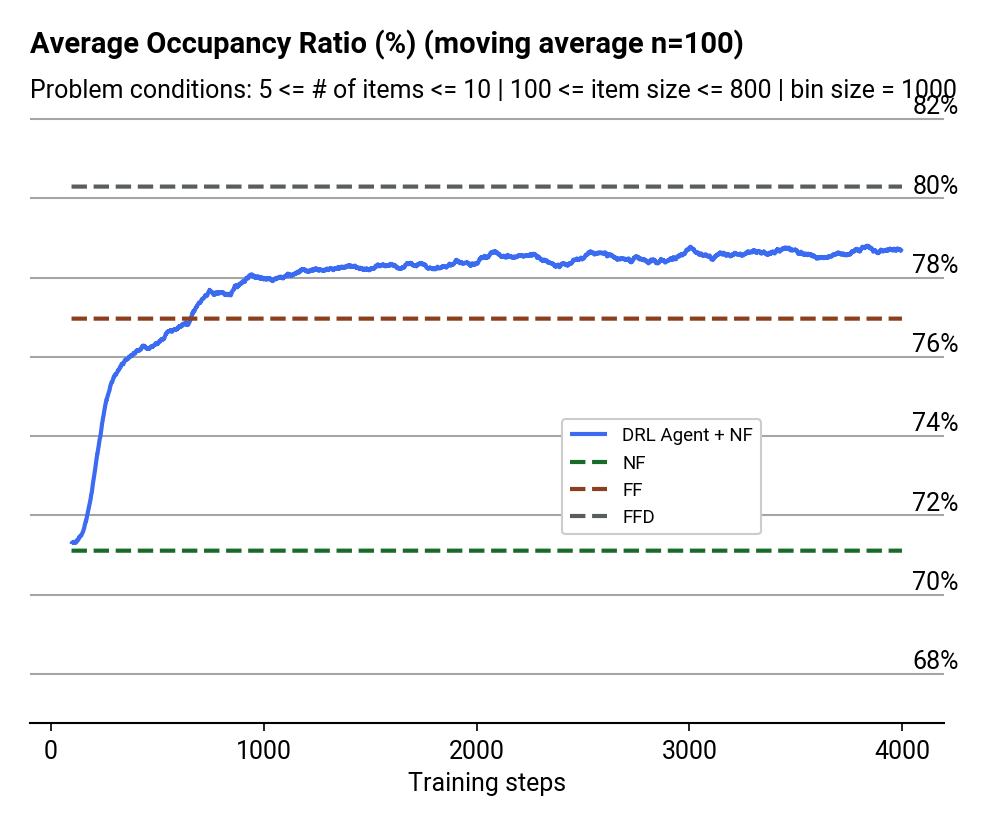 Average Occupancy Ratio (%) (moving average n=100)
Problem conditions: 5 <= # of items <= 10 | 100 <= item size <= 800 | bin size = 1000
82%
80%
78%
76%
74%
72%
70%
68%
DRL Agent + NF
NF
FF
FFD
0 1000 2000 3000 4000
Training steps